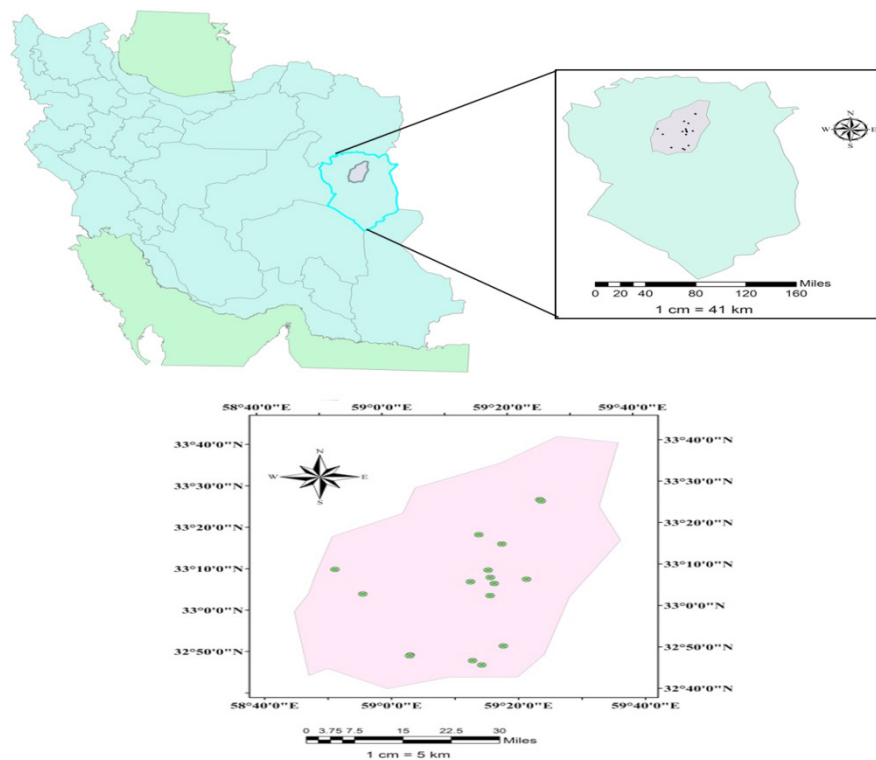 N
W E
S
Miles
0 20 40 80 120 160
1 cm = 41 km
58°40'0"E 59°0'0"E 59°20'0"E 59°40'0"E
33°40'0"N 33°40'0"N
N
W E
S
33°30'0"N 33°30'0"N
33°20'0"N 33°20'0"N
33°10'0"N 33°10'0"N
33°0'0"N 33°0'0"N
32°50'0"N 32°50'0"N
32°40'0"N
58°40'0"E 59°0'0"E 59°20'0"E 59°40'0"E
0 3.75 7.5 15 22.5 30
Miles
1 cm = 5 km